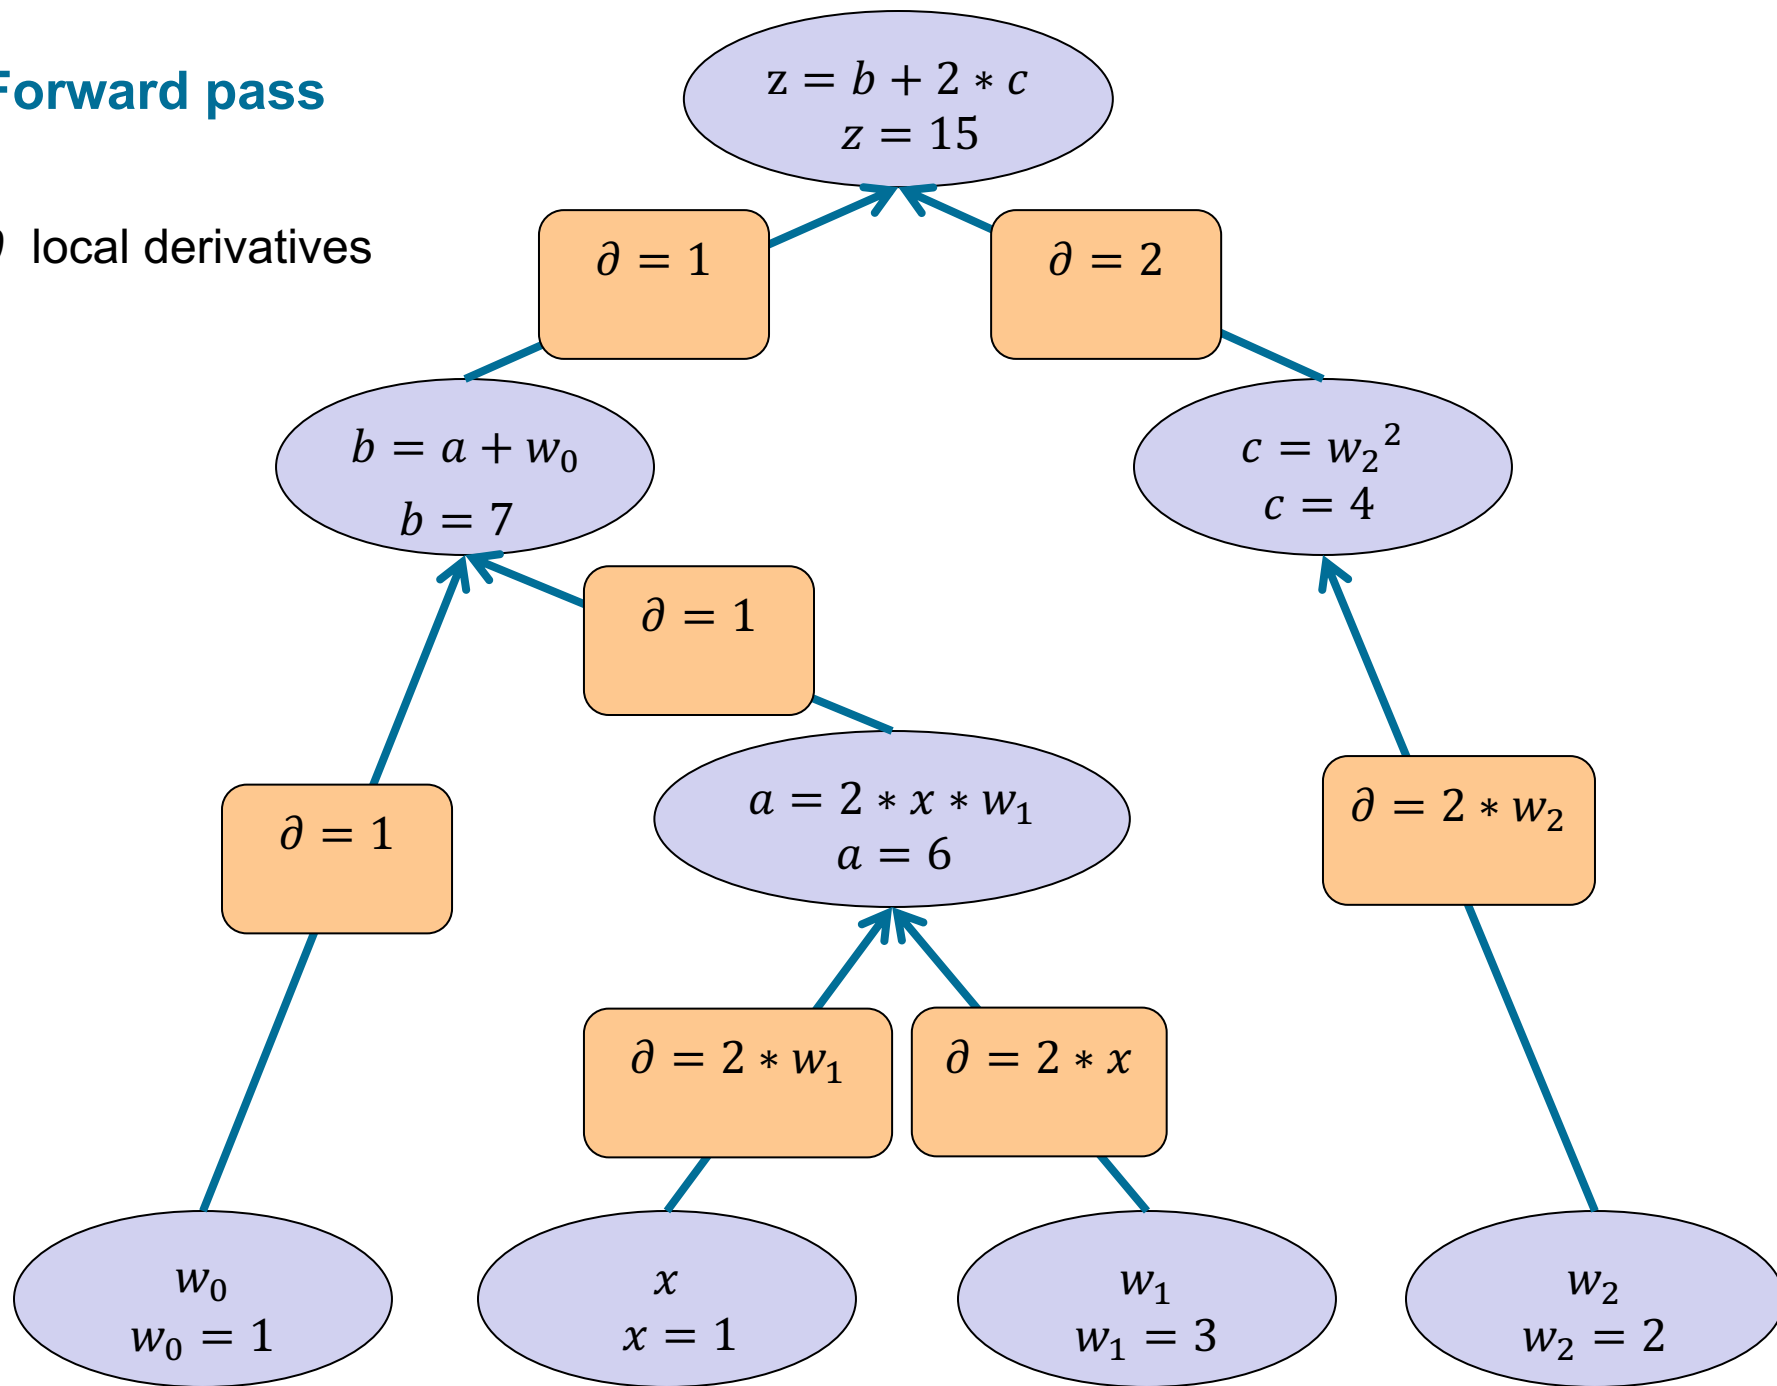 Forward pass
z = b + 2 ∗ c
z = 15
∂ local derivatives
∂ = 1
∂ = 2
b = a + w₀
b = 7
c = w₂²
c = 4
∂ = 1
∂ = 1
a = 2 ∗ x ∗ w₁
a = 6
∂ = 2 ∗ w₂
∂ = 2 ∗ w₁
∂ = 2 ∗ x
w₀
w₀ = 1
x
x = 1
w₁
w₁ = 3
w₂
w₂ = 2